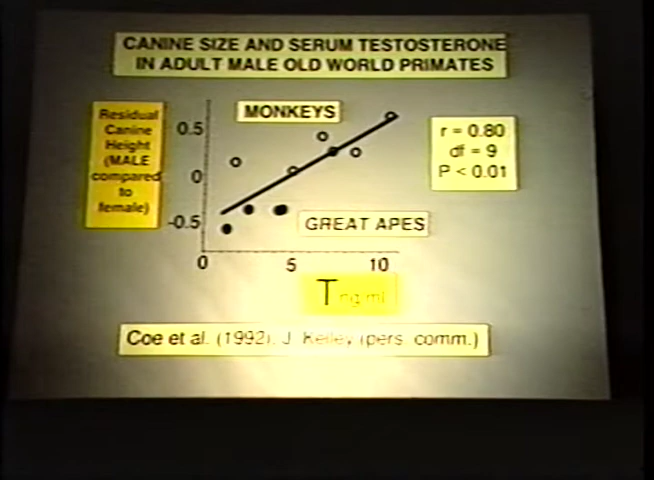 CANINE SIZE AND SERUM TESTOSTERONE
IN ADULT MALE OLD WORLD PRIMATES
Residual
Canine
Height
(MALE
compared
to
female)
0.5
0
-0.5
MONKEYS
GREAT APES
r = 0.80
df = 9
P < 0.01
0 5 10
T ng ml
Coe et al. (1992), J. Kelley (pers. comm.)